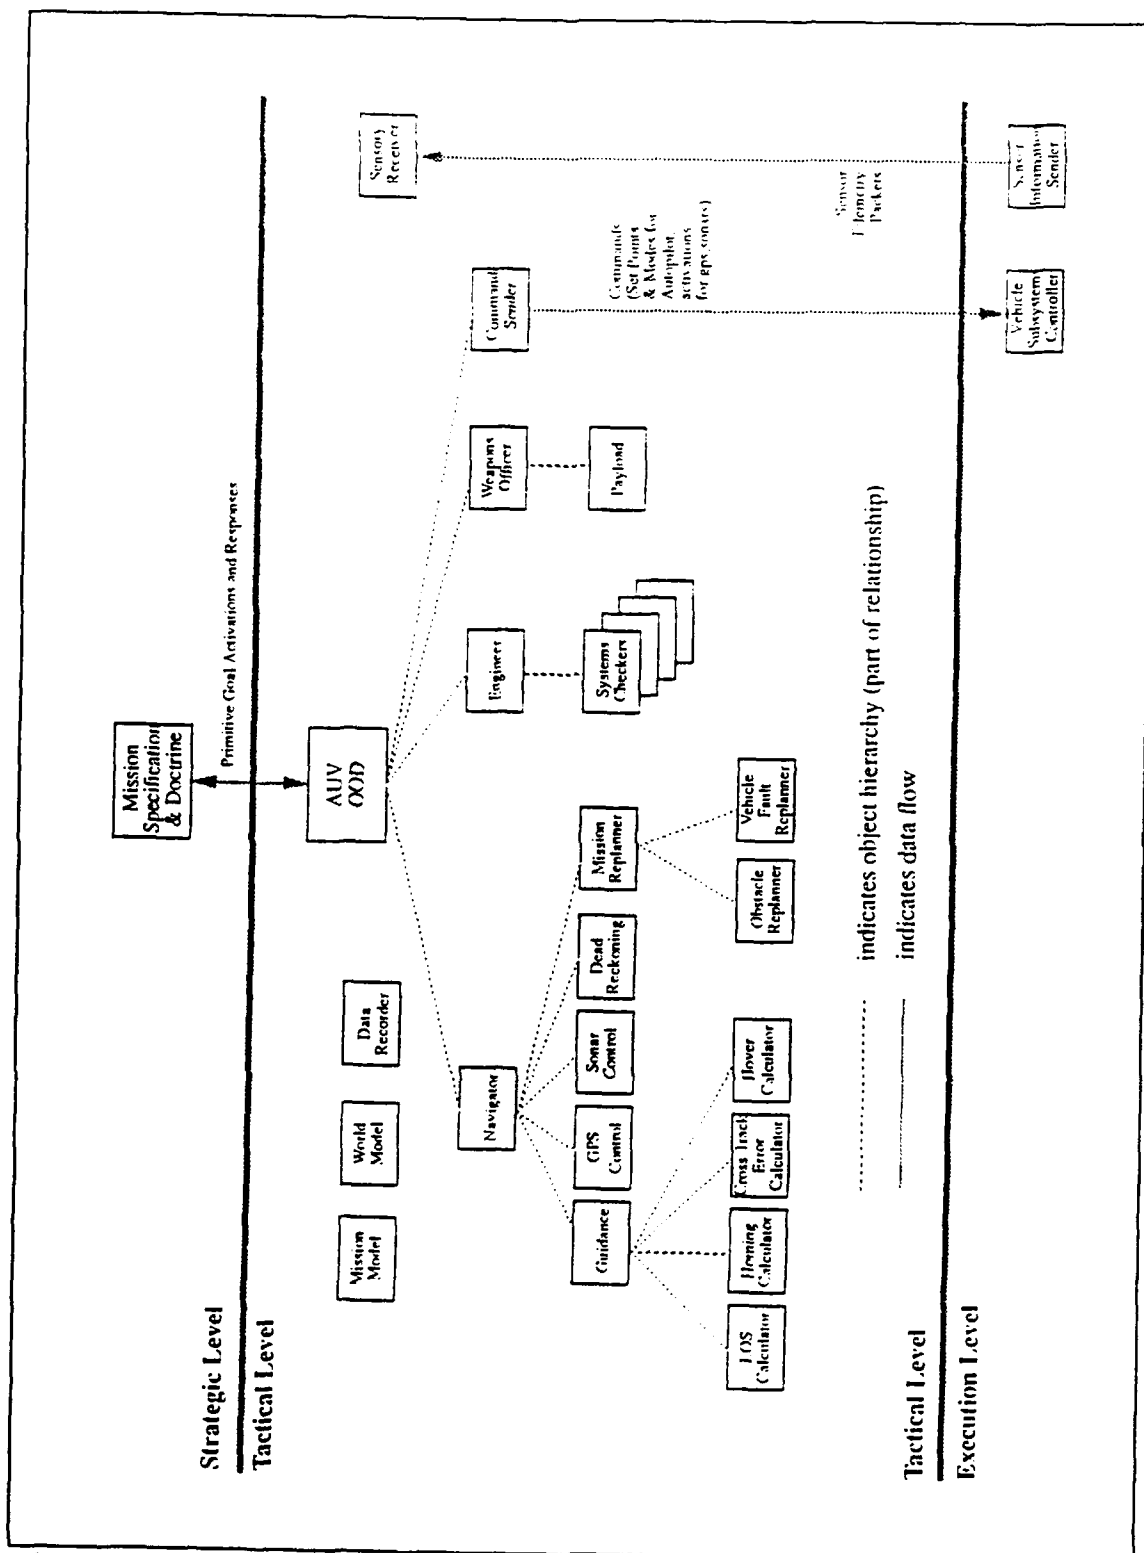 Strategic Level
Tactical Level
Mission
Specification
& Doctrine
Primitive Goal Activations and Responses
AUV
OOD
Mission
Model
World
Model
Data
Recorder
Sensory
Receiver
Navigator
Engineer
Weapons
Officer
Command
Sender
Guidance
GPS
Control
Sonar
Control
Dead
Reckoning
Mission
Replanner
Systems
Checkers
Payload
Commands
(Set Points
& Modes for
Autopilot,
activations
for gps,sonars)
LOS
Calculator
Homing
Calculator
Cross Track
Error
Calculator
Hover
Calculator
Obstacle
Replanner
Vehicle
Fault
Replanner
Sensor
Telemetry
Packets
indicates object hierarchy (part of relationship)
indicates data flow
Tactical Level
Execution Level
Vehicle
Subsystem
Controller
Sensor
Information
Sender